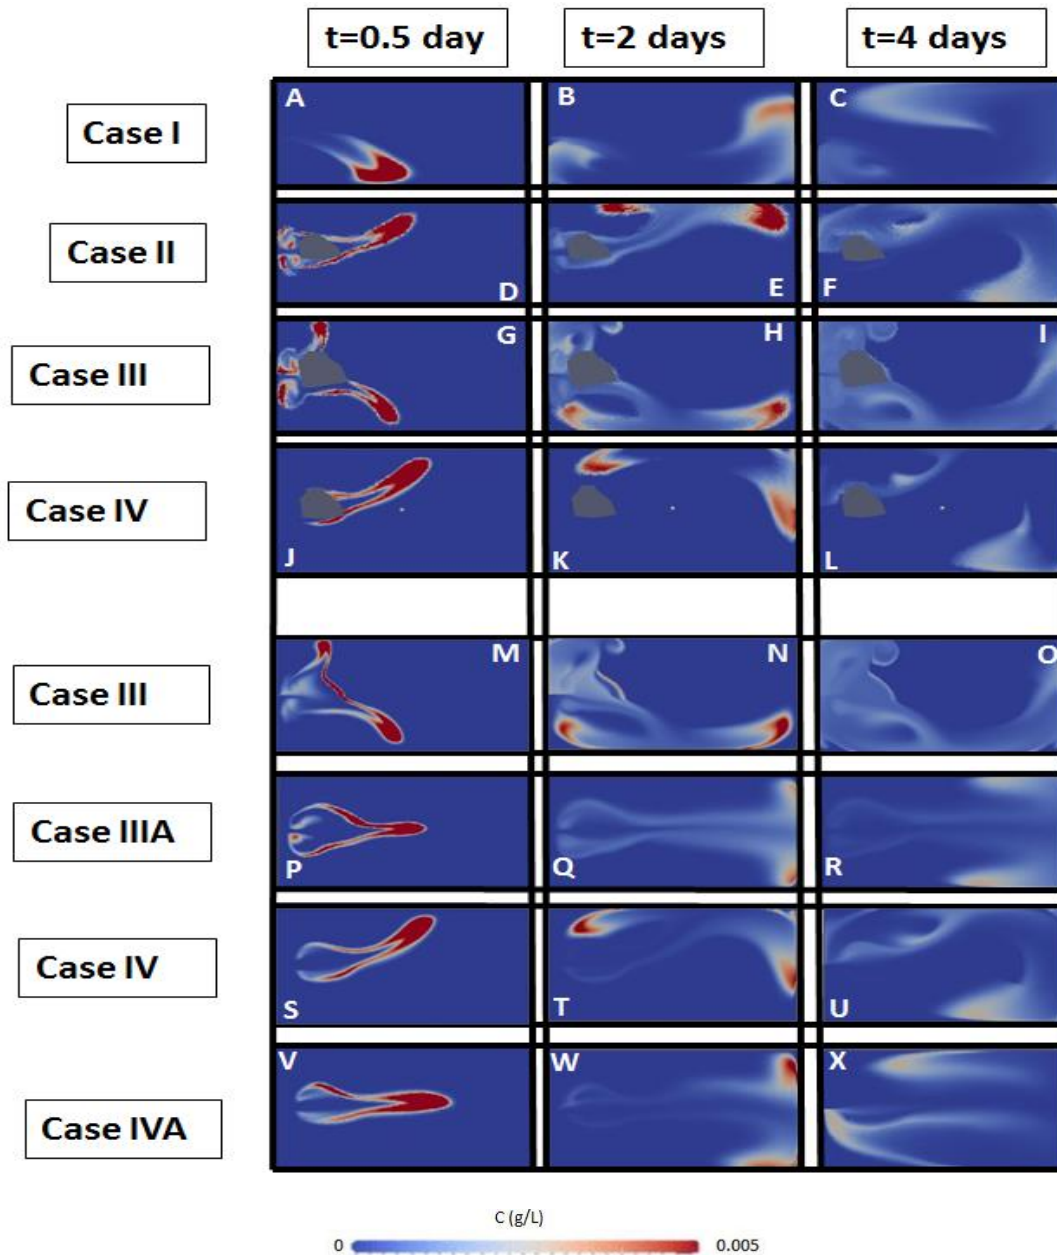 t=0.5 day t=2 days t=4 days
Case I A B C
Case II D E F
Case III G H I
Case IV J K L
Case III M N O
Case IIIA P Q R
Case IV S T U
Case IVA V W X
C (g/L)
0 0.005